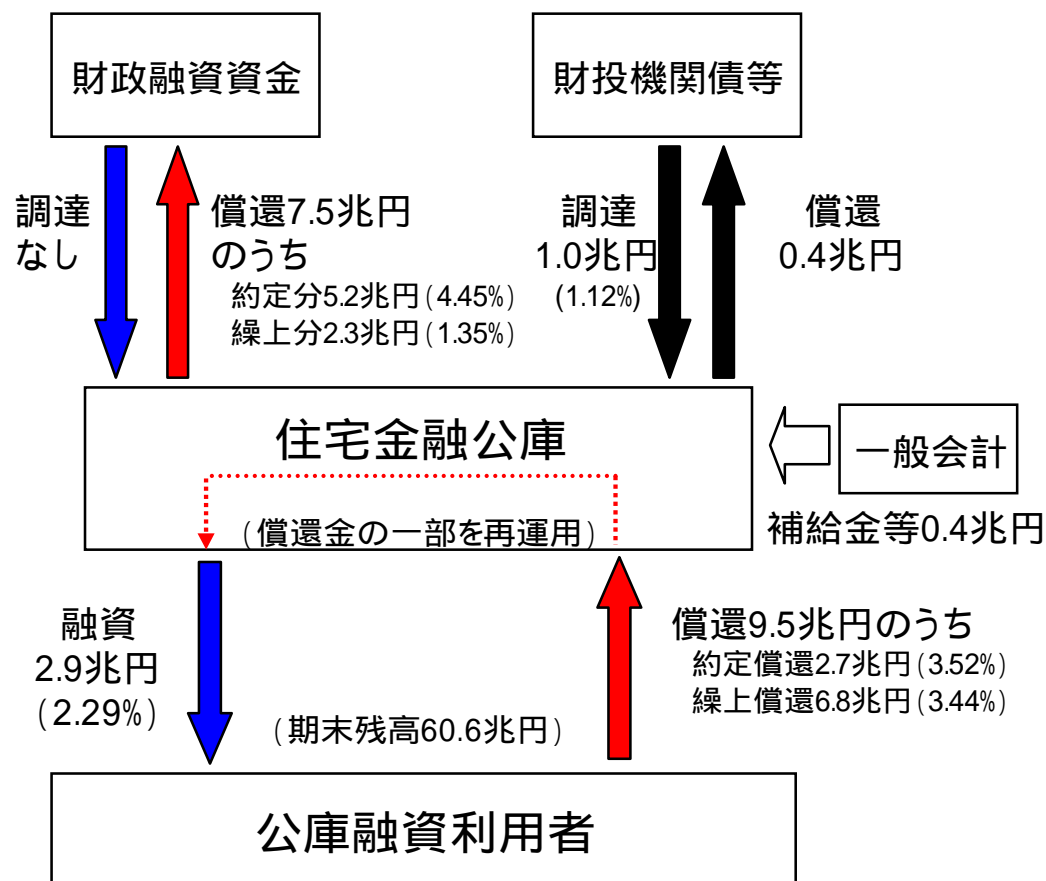 財政融資資金
財投機関債等
調達
なし
償還7.5兆円
のうち
約定分5.2兆円(4.45%)
繰上分2.3兆円(1.35%)
調達
1.0兆円
(1.12%)
償還
0.4兆円
住宅金融公庫
(償還金の一部を再運用)
一般会計
補給金等0.4兆円
融資
2.9兆円
(2.29%)
(期末残高60.6兆円)
償還9.5兆円のうち
約定償還2.7兆円(3.52%)
繰上償還6.8兆円(3.44%)
公庫融資利用者